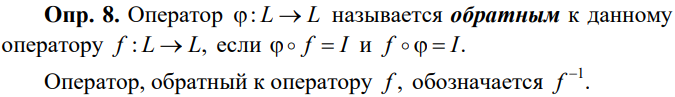 Опр. 8. Оператор φ: L → L называется обратным к данному
оператору f : L → L, если φ ∘ f = I и f ∘ φ = I.
Оператор, обратный к оператору f, обозначается f⁻¹.